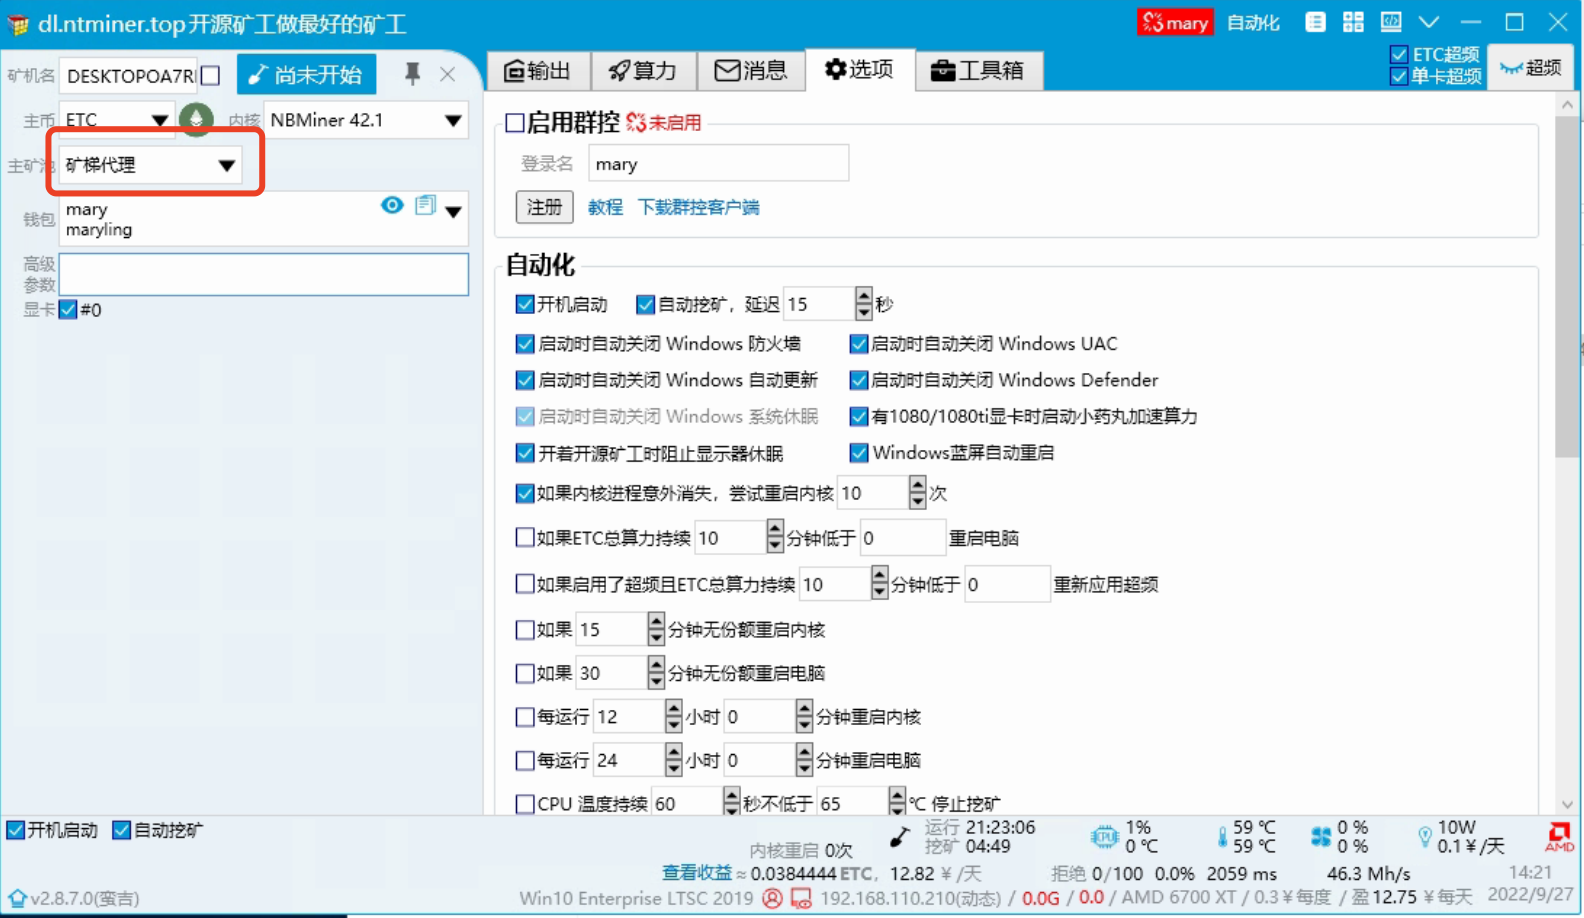 dl.ntminer.top 开源矿工做最好的矿工
mary 自动化
矿机名 DESKTOPOA7R 尚未开始
输出 算力 消息 选项 工具箱
ETC超频
单卡超频
超频
主币 ETC 内核 NBMiner 42.1
主矿池 矿梯代理
钱包 mary
maryling
高级
参数
显卡 #0
启用群控 未启用
登录名 mary
注册 教程 下载群控客户端
自动化
开机启动 自动挖矿，延迟 15 秒
启动时自动关闭 Windows 防火墙 启动时自动关闭 Windows UAC
启动时自动关闭 Windows 自动更新 启动时自动关闭 Windows Defender
启动时自动关闭 Windows 系统休眠 有1080/1080ti显卡时启动小药丸加速算力
开着开源矿工时阻止显示器休眠 Windows蓝屏自动重启
如果内核进程意外消失，尝试重启内核 10 次
如果ETC总算力持续 10 分钟低于 0 重启电脑
如果启用了超频且ETC总算力持续 10 分钟低于 0 重新应用超频
如果 15 分钟无份额重启内核
如果 30 分钟无份额重启电脑
每运行 12 小时 0 分钟重启内核
每运行 24 小时 0 分钟重启电脑
CPU 温度持续 60 秒不低于 65 ℃ 停止挖矿
开机启动 自动挖矿
内核重启 0次
运行 21:23:06
挖矿 04:49
CPU 1%
0 ℃
59 ℃
59 ℃
0 %
0 %
10W
0.1 ¥ /天
AMD
查看收益 ≈ 0.0384444 ETC， 12.82 ¥ /天 拒绝 0/100 0.0% 2059 ms 46.3 Mh/s 14:21
v2.8.7.0(蛮吉) Win10 Enterprise LTSC 2019 192.168.110.210(动态) / 0.0G / 0.0 / AMD 6700 XT / 0.3 ¥ 每度 / 盈 12.75 ¥ 每天 2022/9/27